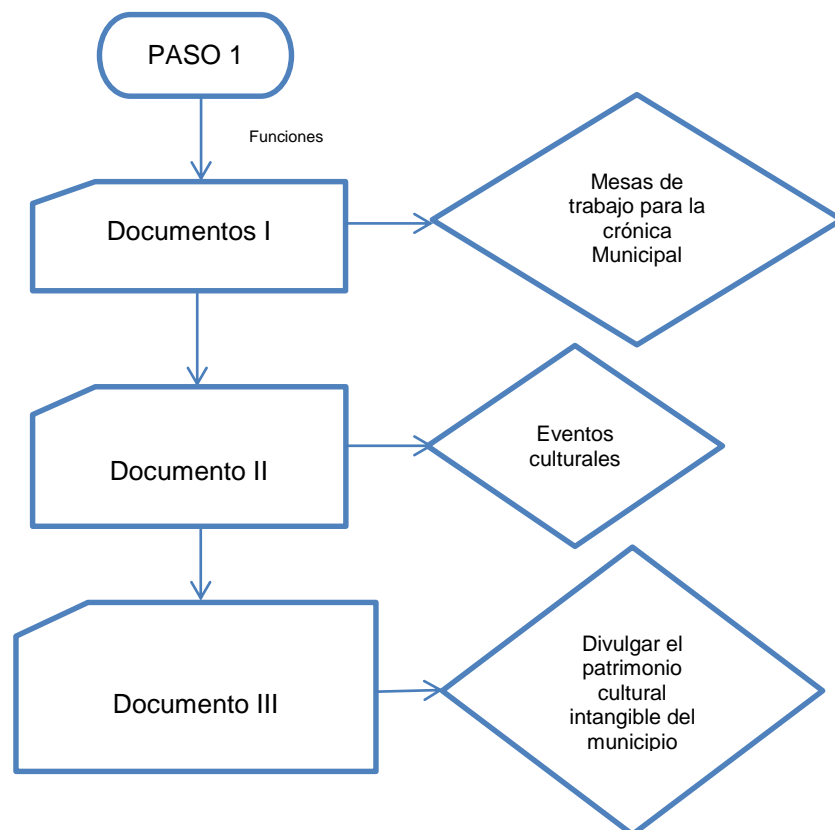 PASO 1
Funciones
Documentos I
Mesas de
trabajo para la
crónica
Municipal
Documento II
Eventos
culturales
Documento III
Divulgar el
patrimonio
cultural
intangible del
municipio